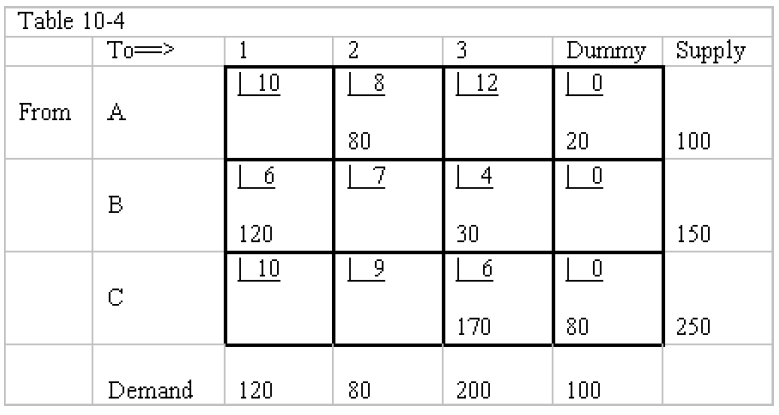 Table 10-4
To==> 1 2 3 Dummy Supply
10 8 12 0
From A
80 20 100
6 7 4 0
B
120 30 150
10 9 6 0
C
170 80 250
Demand 120 80 200 100